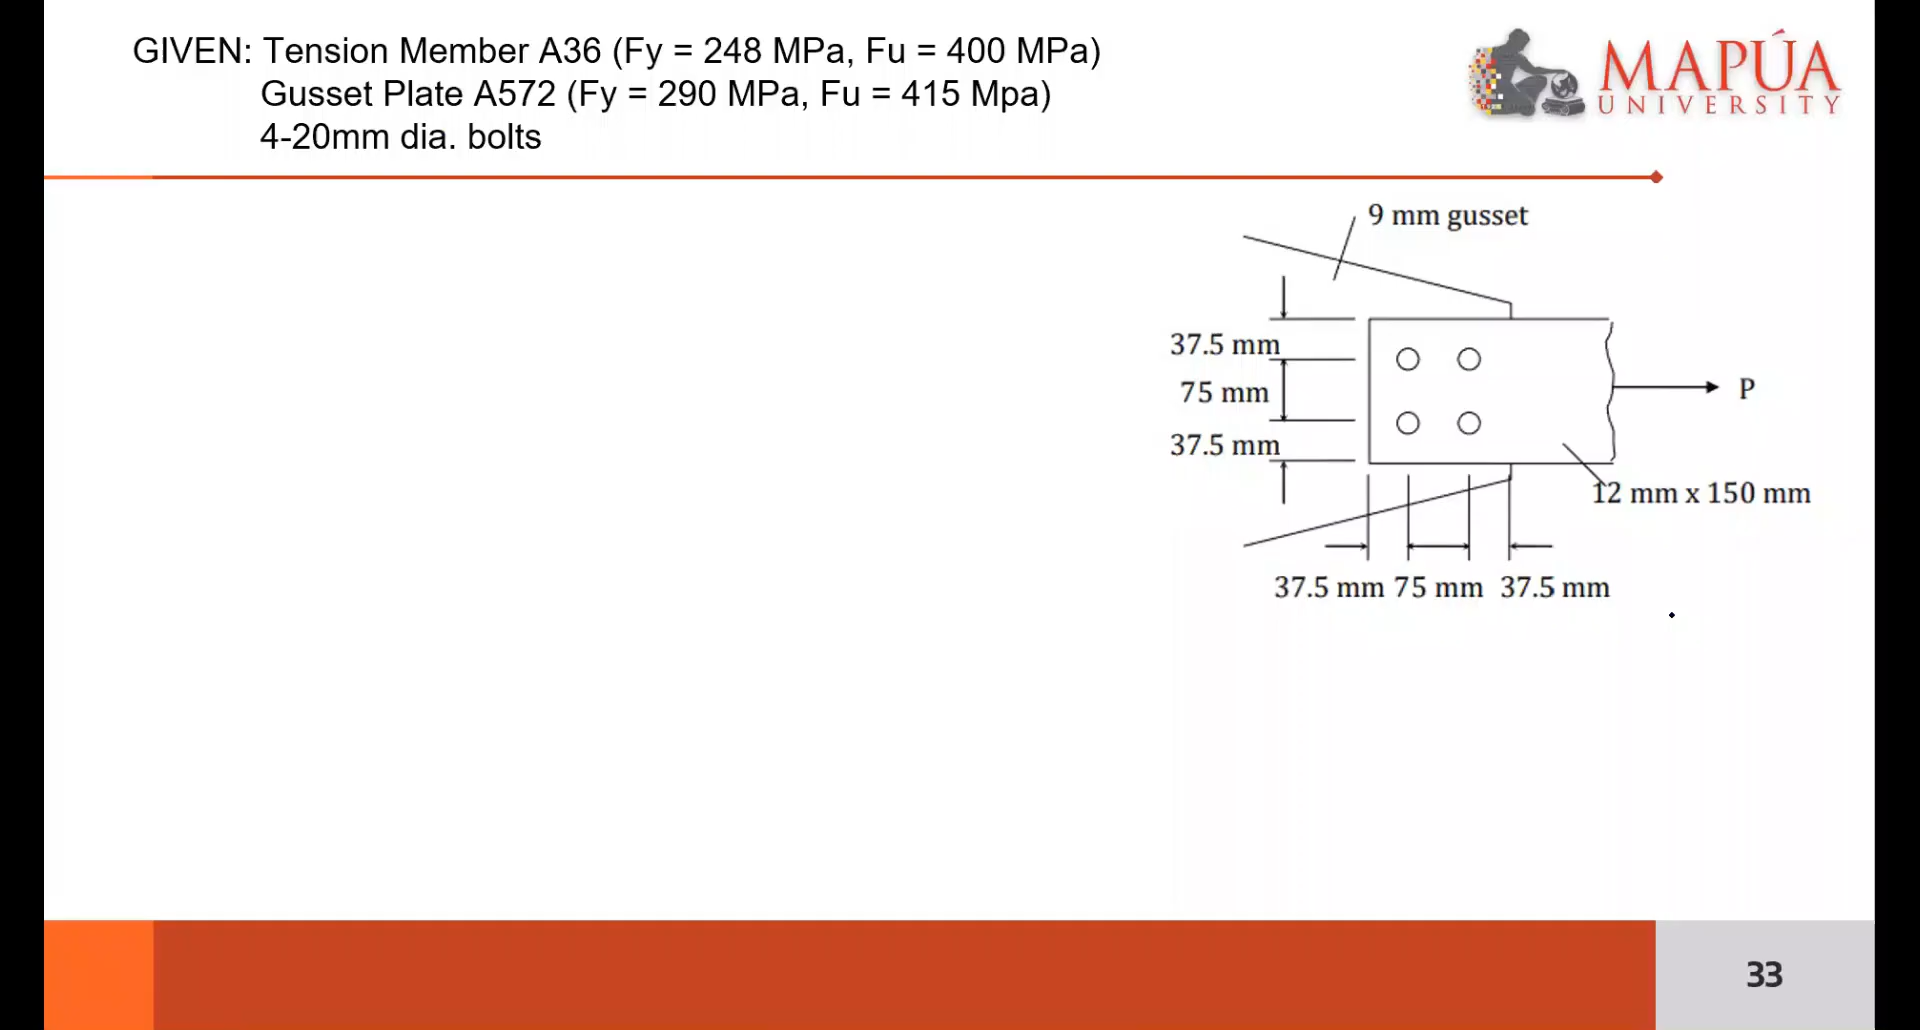 GIVEN: Tension Member A36 (Fy = 248 MPa, Fu = 400 MPa)
Gusset Plate A572 (Fy = 290 MPa, Fu = 415 Mpa)
4-20mm dia. bolts
MAPÚA
UNIVERSITY
9 mm gusset
37.5 mm
75 mm
37.5 mm
P
12 mm x 150 mm
37.5 mm 75 mm 37.5 mm
33